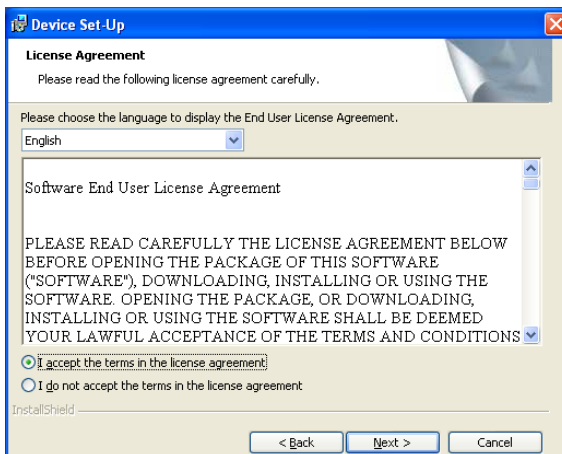 Device Set-Up
License Agreement
Please read the following license agreement carefully.
Please choose the language to display the End User License Agreement.
English
Software End User License Agreement
PLEASE READ CAREFULLY THE LICENSE AGREEMENT BELOW
BEFORE OPENING THE PACKAGE OF THIS SOFTWARE
("SOFTWARE"), DOWNLOADING, INSTALLING OR USING THE
SOFTWARE. OPENING THE PACKAGE, OR DOWNLOADING,
INSTALLING OR USING THE SOFTWARE SHALL BE DEEMED
YOUR LAWFUL ACCEPTANCE OF THE TERMS AND CONDITIONS
I accept the terms in the license agreement
I do not accept the terms in the license agreement
InstallShield
< Back Next > Cancel